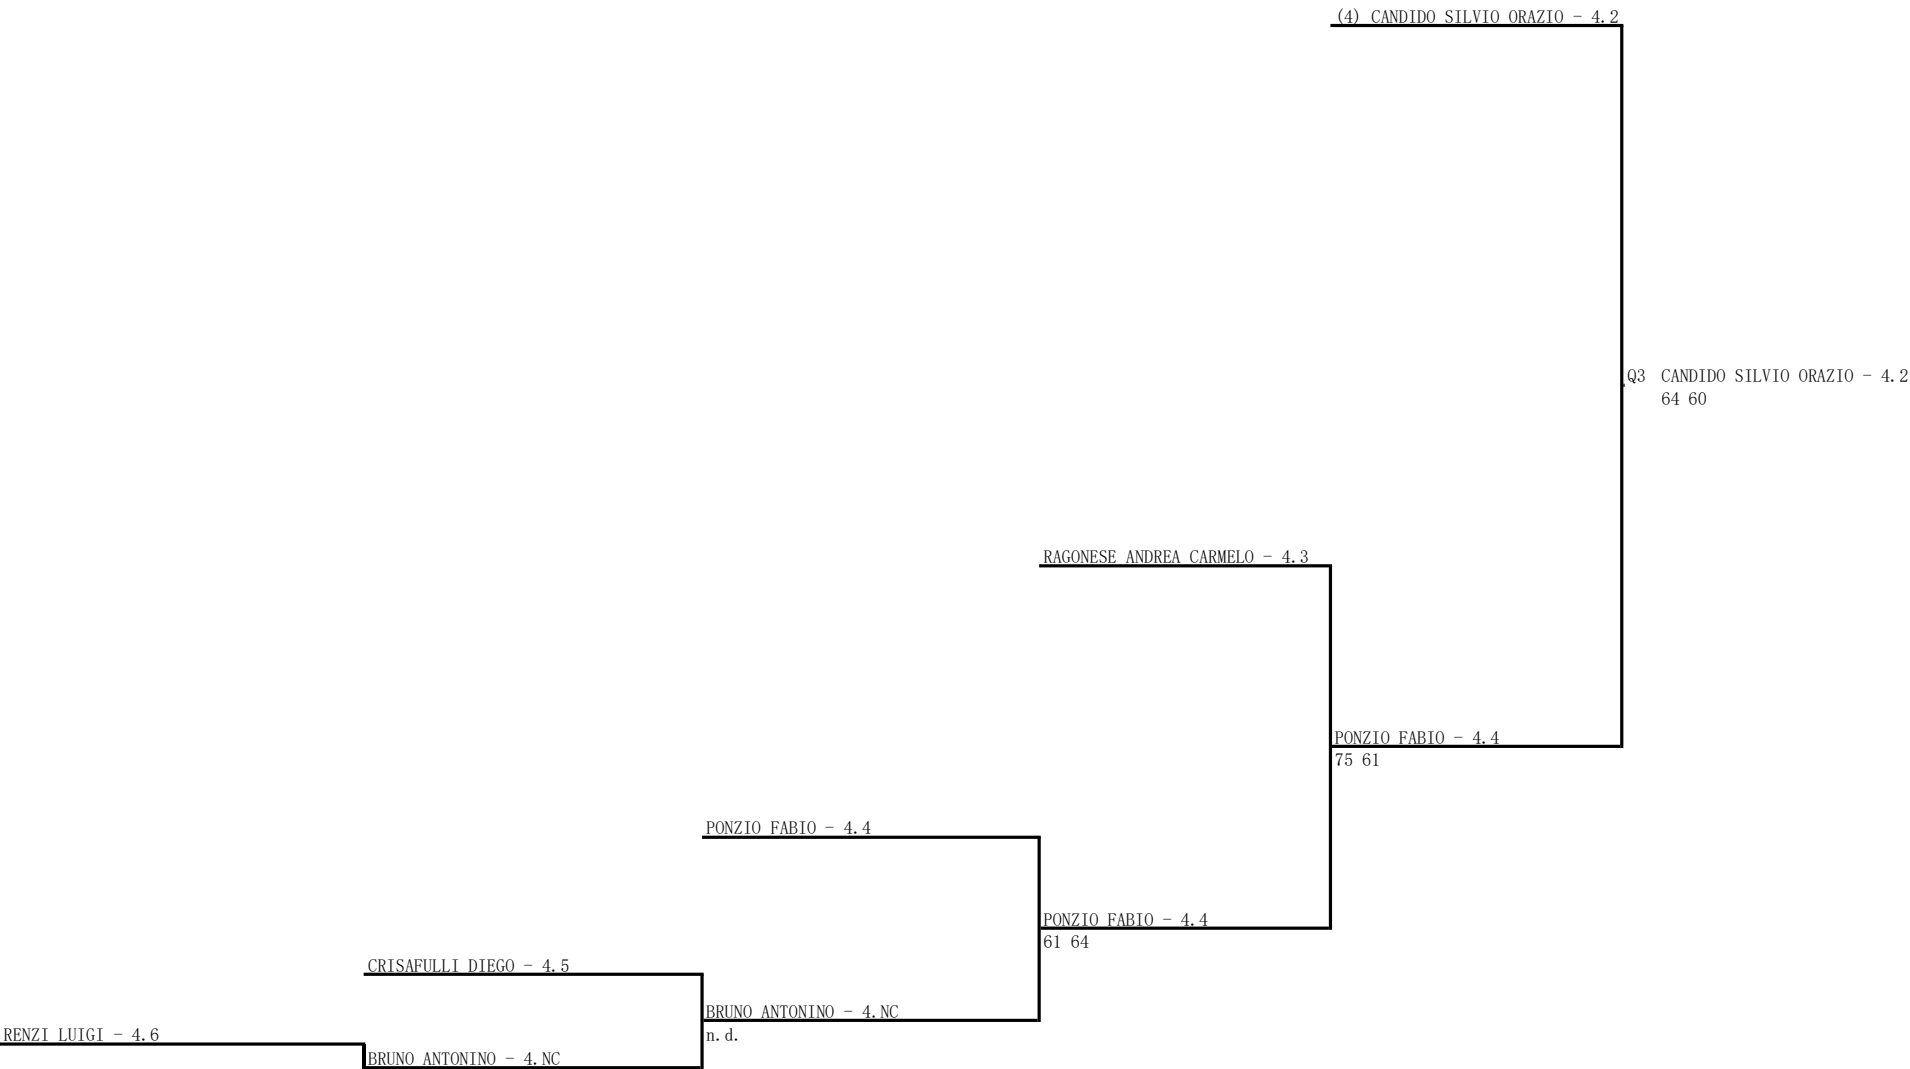 (4) CANDIDO SILVIO ORAZIO - 4.2
Q3 CANDIDO SILVIO ORAZIO - 4.2
64 60
RAGONESE ANDREA CARMELO - 4.3
PONZIO FABIO - 4.4
75 61
PONZIO FABIO - 4.4
PONZIO FABIO - 4.4
61 64
CRISAFULLI DIEGO - 4.5
BRUNO ANTONINO - 4.NC
n.d.
RENZI LUIGI - 4.6
BRUNO ANTONINO - 4.NC